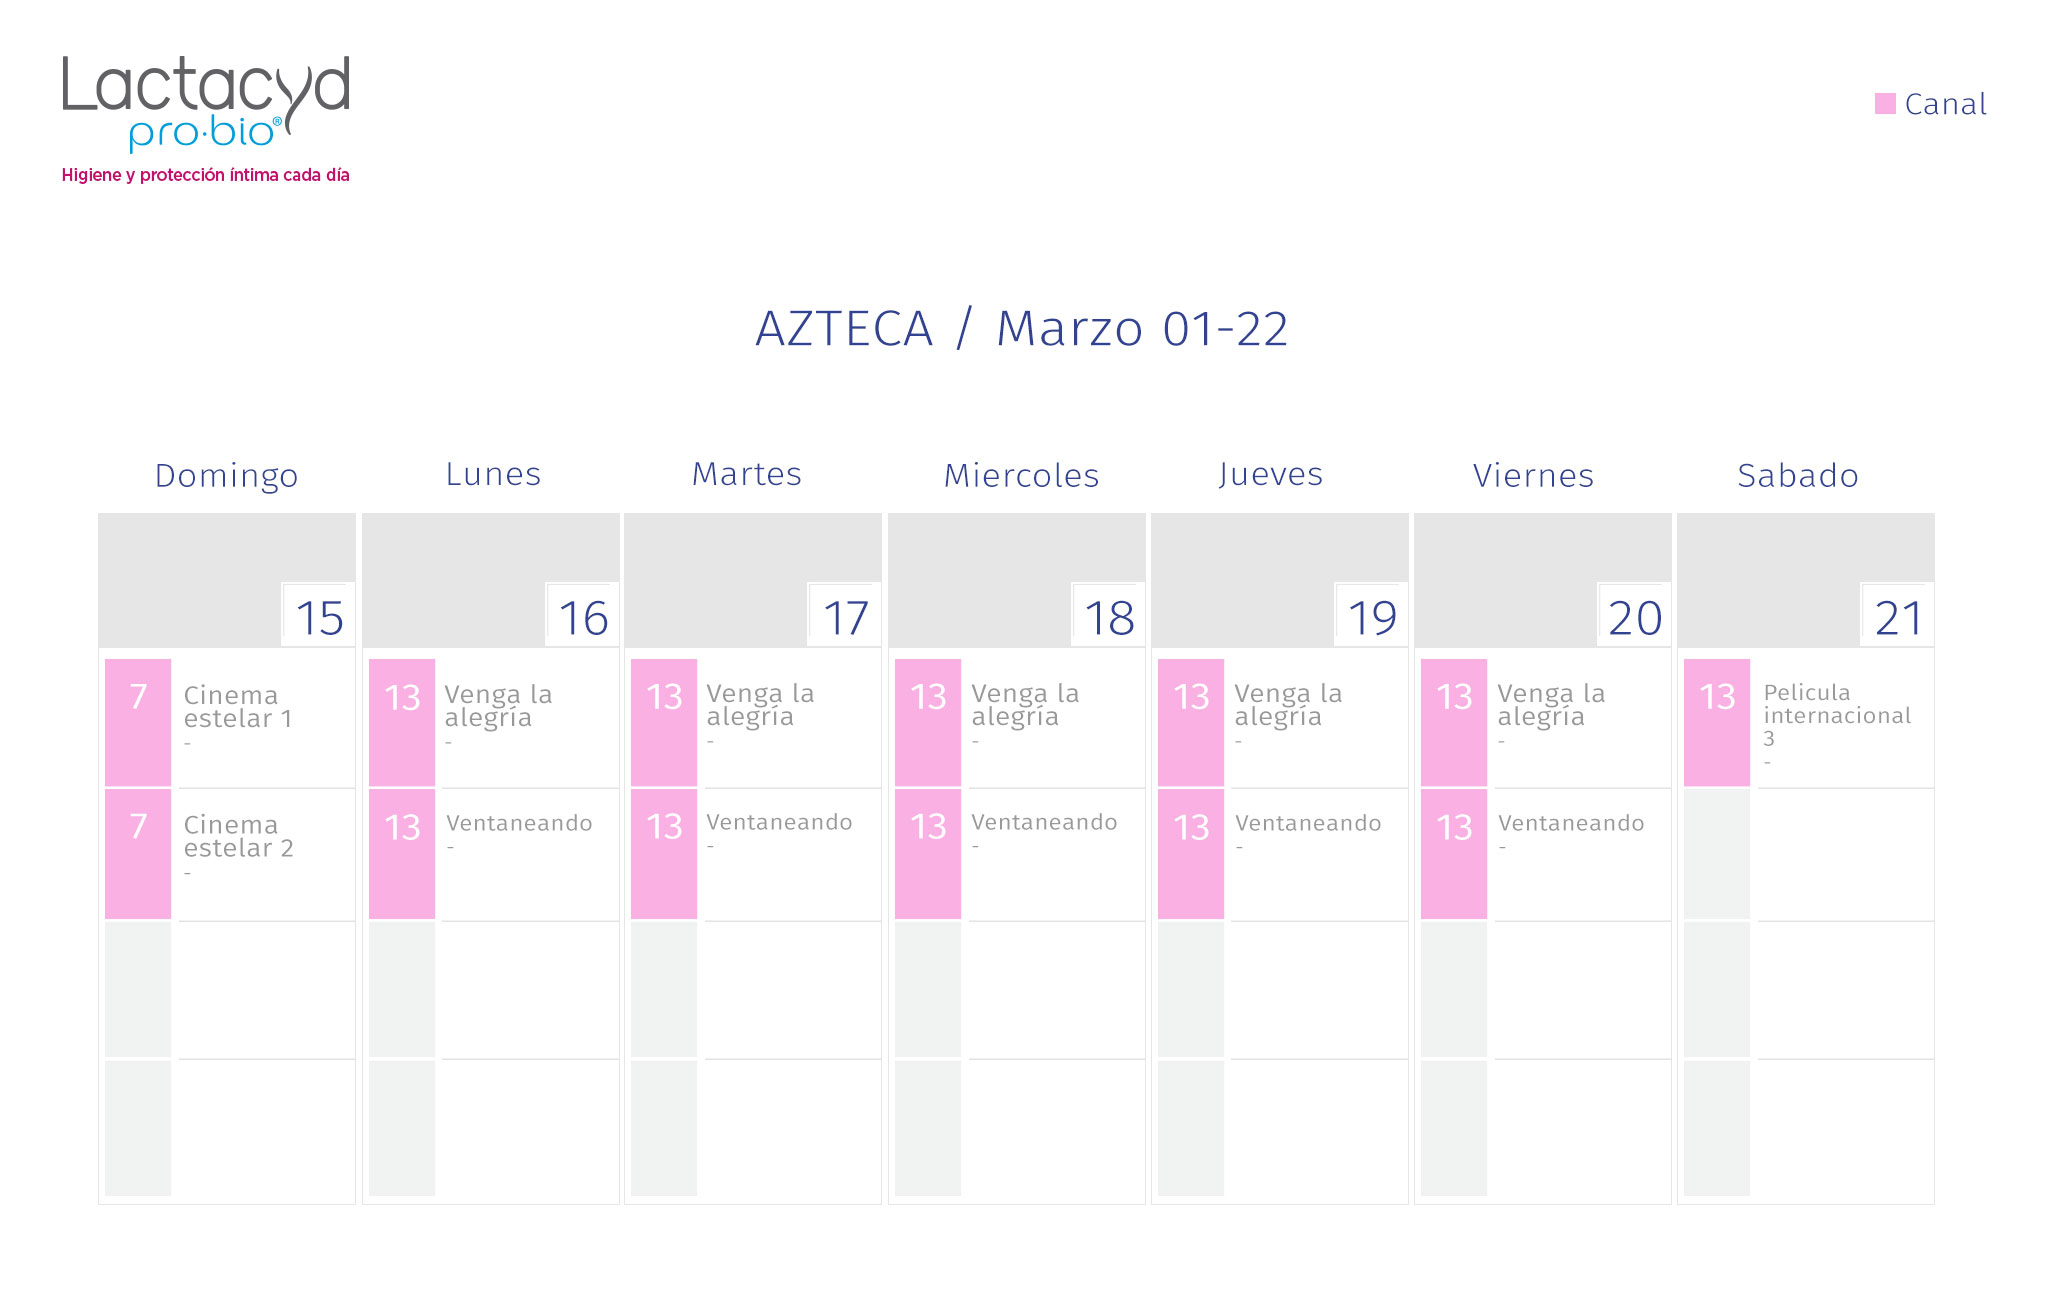 Lactacyd
pro·bio®
Higiene y protección íntima cada día
Canal
AZTECA / Marzo 01-22
Domingo
Lunes
Martes
Miercoles
Jueves
Viernes
Sabado
15
16
17
18
19
20
21
7
Cinema
estelar 1
-
13
Venga la
alegría
-
13
Venga la
alegría
-
13
Venga la
alegría
-
13
Venga la
alegría
-
13
Venga la
alegría
-
13
Pelicula
internacional
3
-
7
Cinema
estelar 2
-
13
Ventaneando
-
13
Ventaneando
-
13
Ventaneando
-
13
Ventaneando
-
13
Ventaneando
-